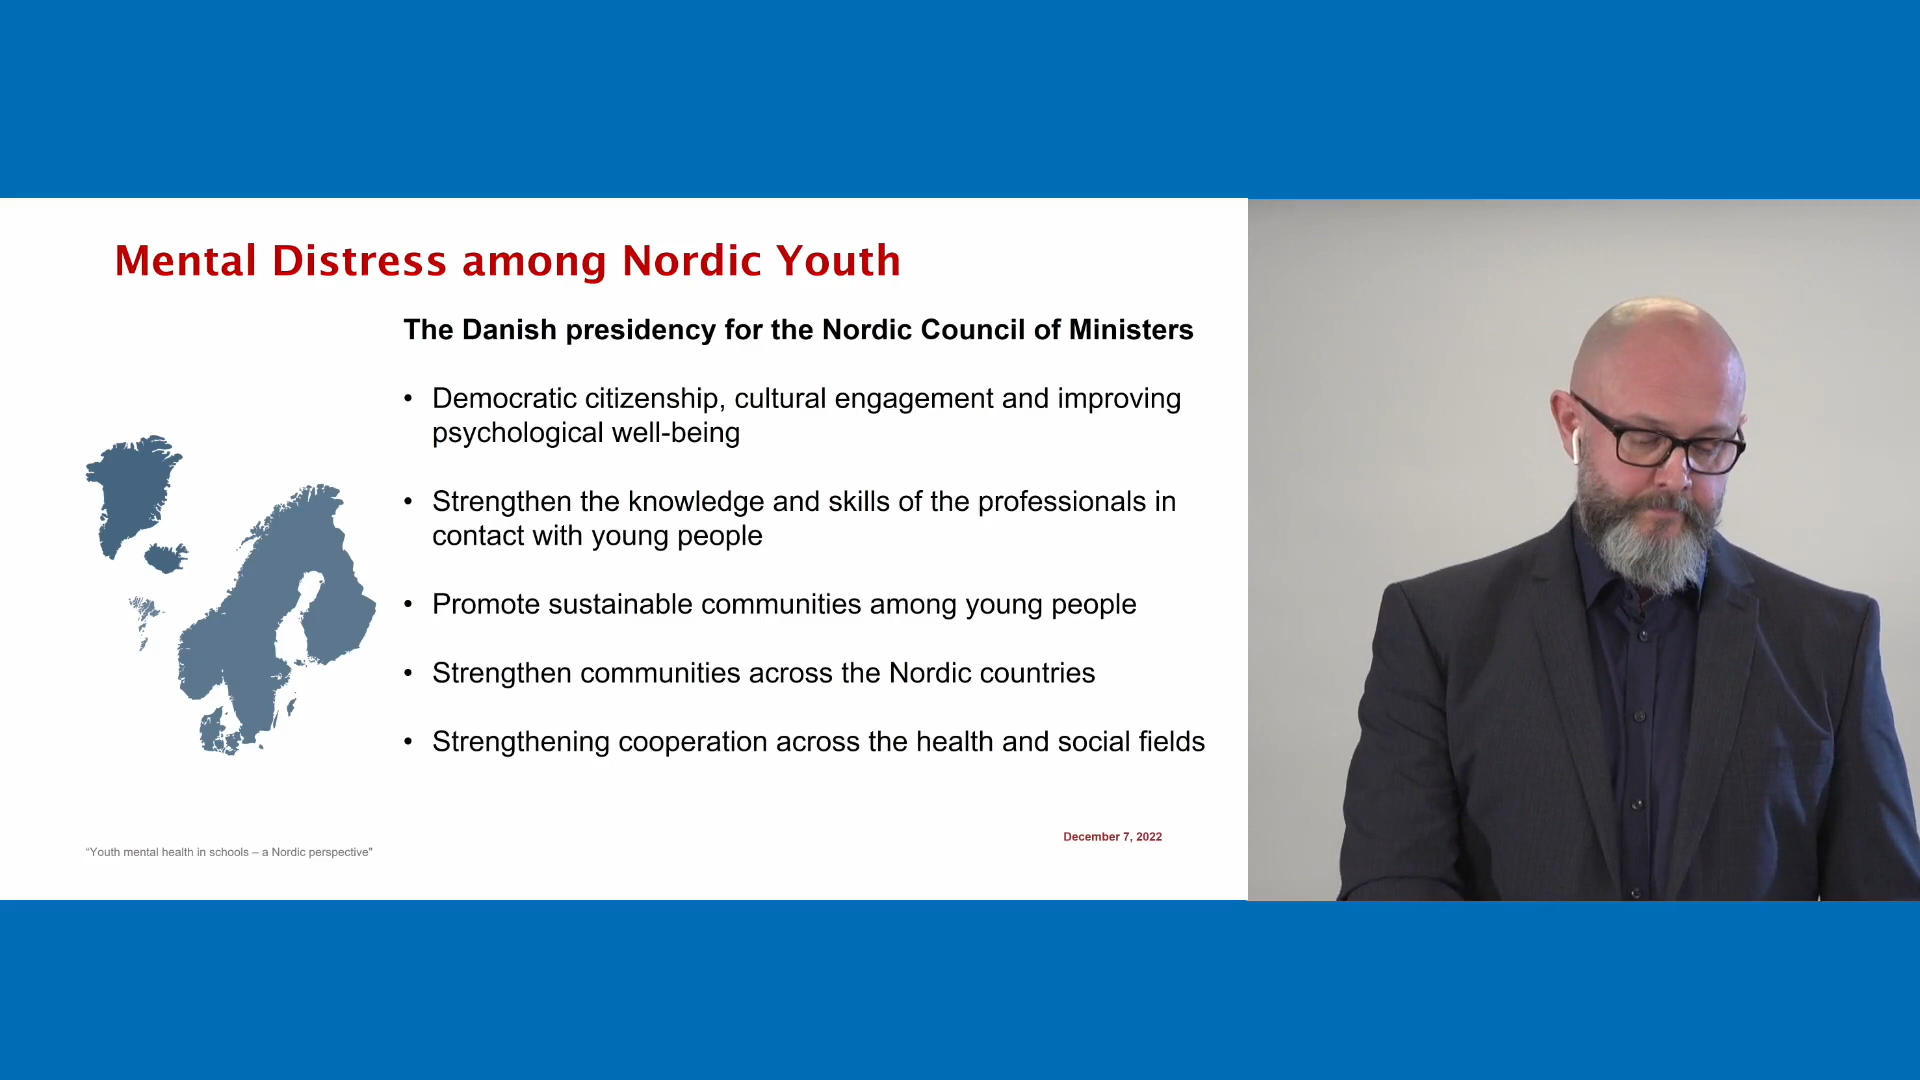 Mental Distress among Nordic Youth
The Danish presidency for the Nordic Council of Ministers
• Democratic citizenship, cultural engagement and improving
psychological well-being
• Strengthen the knowledge and skills of the professionals in
contact with young people
• Promote sustainable communities among young people
• Strengthen communities across the Nordic countries
• Strengthening cooperation across the health and social fields
December 7, 2022
“Youth mental health in schools – a Nordic perspective”